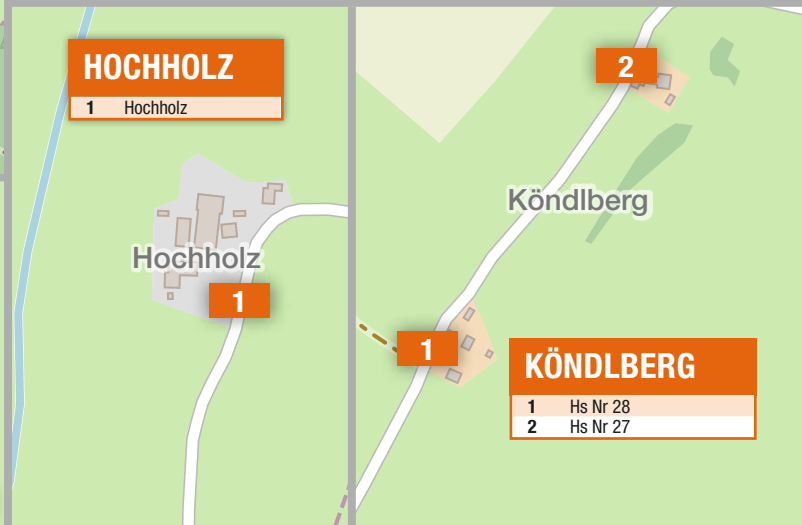 HOCHHOLZ
1 Hochholz
Hochholz
1
2
Köndlberg
1
KÖNDLBERG
1 Hs Nr 28
2 Hs Nr 27